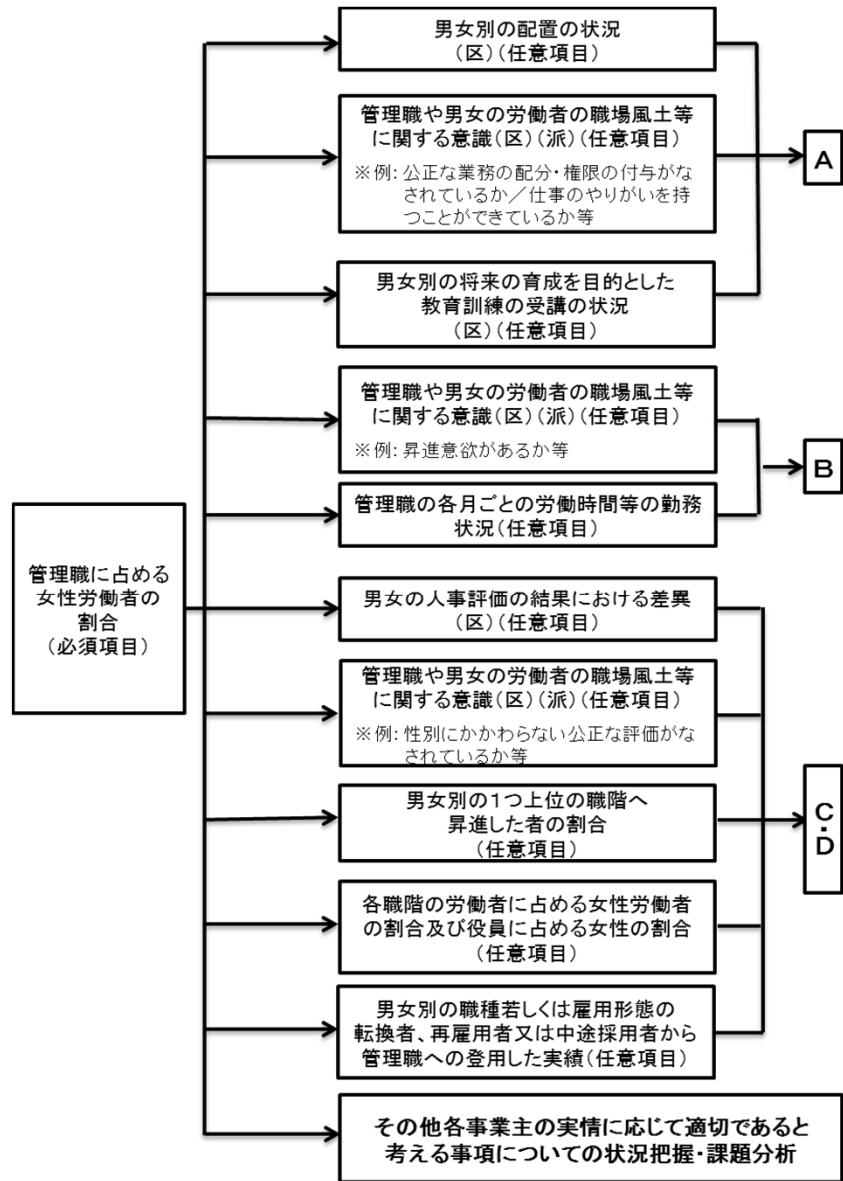 男女別の配置の状況
（区）（任意項目）
管理職や男女の労働者の職場風土等
に関する意識（区）（派）（任意項目）
※例：公正な業務の配分・権限の付与がな
されているか／仕事のやりがいを持
つことができているか等
A
男女別の将来の育成を目的とした
教育訓練の受講の状況
（区）（任意項目）
管理職や男女の労働者の職場風土等
に関する意識（区）（派）（任意項目）
※例：昇進意欲があるか等
B
管理職の各月ごとの労働時間等の勤務
状況（任意項目）
管理職に占める
女性労働者の
割合
（必須項目）
男女の人事評価の結果における差異
（区）（任意項目）
管理職や男女の労働者の職場風土等
に関する意識（区）（派）（任意項目）
※例：性別にかかわらない公正な評価がな
されているか等
男女別の１つ上位の職階へ
昇進した者の割合
（任意項目）
C・D
各職階の労働者に占める女性労働者
の割合及び役員に占める女性の割合
（任意項目）
男女別の職種若しくは雇用形態の
転換者、再雇用者又は中途採用者から
管理職への登用した実績（任意項目）
その他各事業主の実情に応じて適切であると
考える事項についての状況把握・課題分析